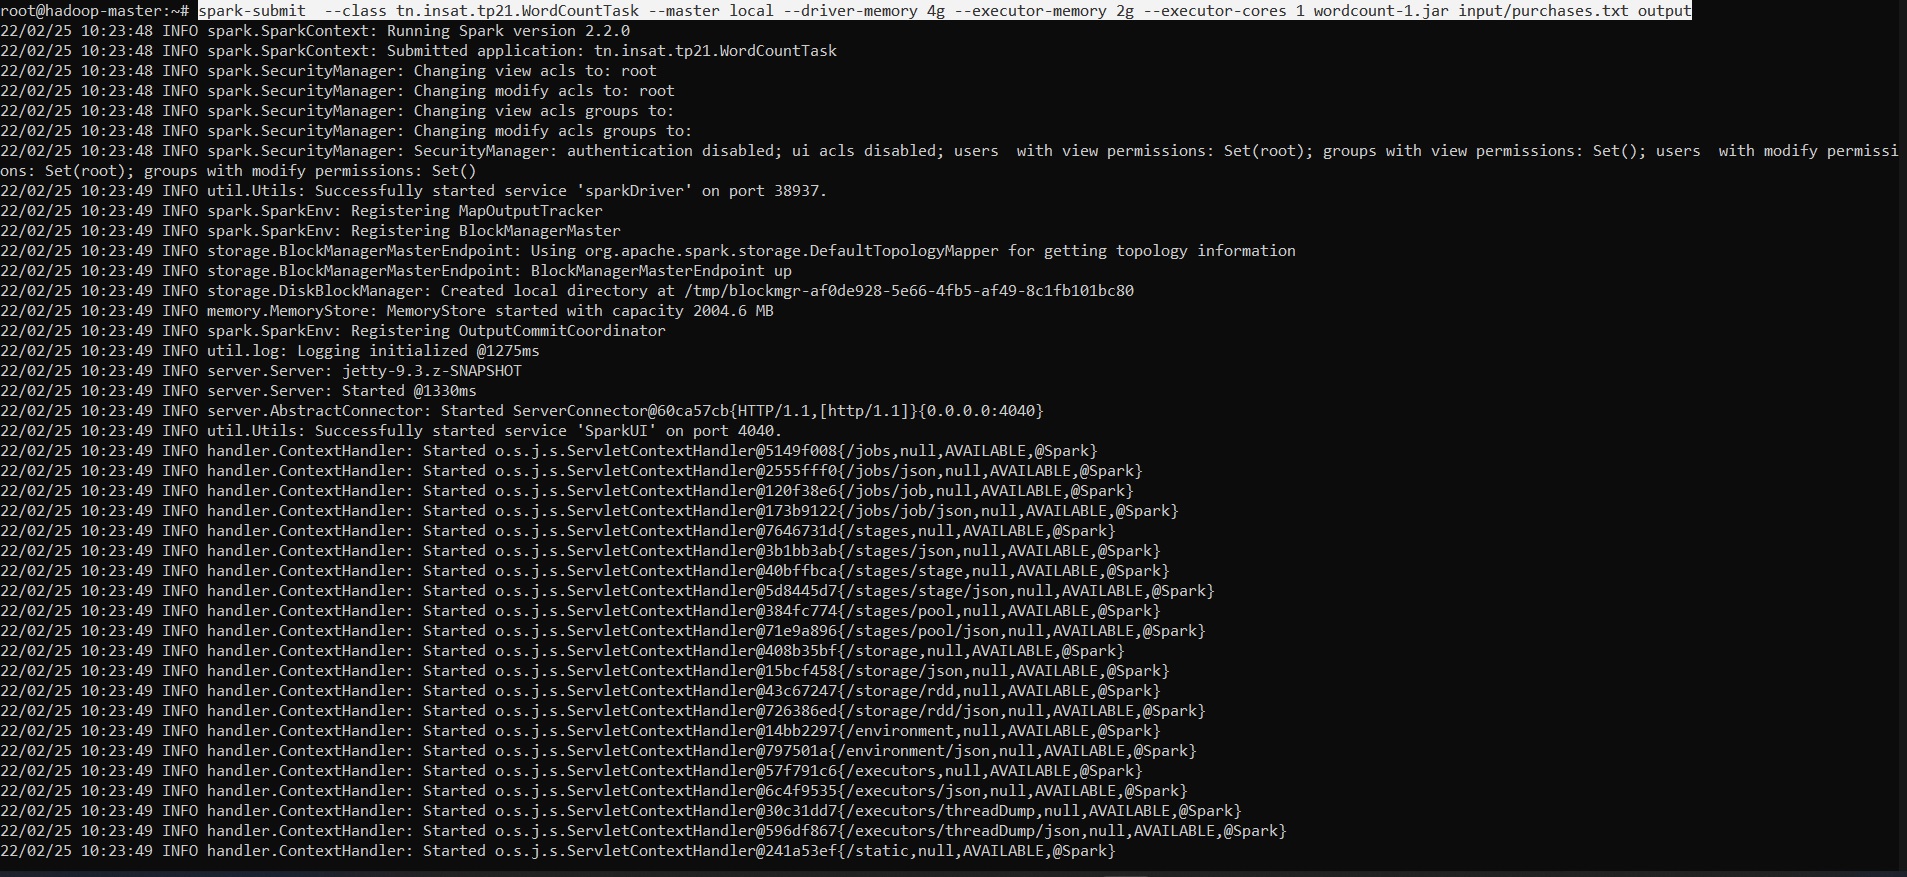 root@hadoop-master:~# spark-submit  --class tn.insat.tp21.WordCountTask --master local --driver-memory 4g --executor-memory 2g --executor-cores 1 wordcount-1.jar input/purchases.txt output
22/02/25 10:23:48 INFO spark.SparkContext: Running Spark version 2.2.0
22/02/25 10:23:48 INFO spark.SparkContext: Submitted application: tn.insat.tp21.WordCountTask
22/02/25 10:23:48 INFO spark.SecurityManager: Changing view acls to: root
22/02/25 10:23:48 INFO spark.SecurityManager: Changing modify acls to: root
22/02/25 10:23:48 INFO spark.SecurityManager: Changing view acls groups to:
22/02/25 10:23:48 INFO spark.SecurityManager: Changing modify acls groups to:
22/02/25 10:23:48 INFO spark.SecurityManager: SecurityManager: authentication disabled; ui acls disabled; users  with view permissions: Set(root); groups with view permissions: Set(); users  with modify permissi
ons: Set(root); groups with modify permissions: Set()
22/02/25 10:23:49 INFO util.Utils: Successfully started service 'sparkDriver' on port 38937.
22/02/25 10:23:49 INFO spark.SparkEnv: Registering MapOutputTracker
22/02/25 10:23:49 INFO spark.SparkEnv: Registering BlockManagerMaster
22/02/25 10:23:49 INFO storage.BlockManagerMasterEndpoint: Using org.apache.spark.storage.DefaultTopologyMapper for getting topology information
22/02/25 10:23:49 INFO storage.BlockManagerMasterEndpoint: BlockManagerMasterEndpoint up
22/02/25 10:23:49 INFO storage.DiskBlockManager: Created local directory at /tmp/blockmgr-af0de928-5e66-4fb5-af49-8c1fb101bc80
22/02/25 10:23:49 INFO memory.MemoryStore: MemoryStore started with capacity 2004.6 MB
22/02/25 10:23:49 INFO spark.SparkEnv: Registering OutputCommitCoordinator
22/02/25 10:23:49 INFO util.log: Logging initialized @1275ms
22/02/25 10:23:49 INFO server.Server: jetty-9.3.z-SNAPSHOT
22/02/25 10:23:49 INFO server.Server: Started @1330ms
22/02/25 10:23:49 INFO server.AbstractConnector: Started ServerConnector@60ca57cb{HTTP/1.1,[http/1.1]}{0.0.0.0:4040}
22/02/25 10:23:49 INFO util.Utils: Successfully started service 'SparkUI' on port 4040.
22/02/25 10:23:49 INFO handler.ContextHandler: Started o.s.j.s.ServletContextHandler@5149f008{/jobs,null,AVAILABLE,@Spark}
22/02/25 10:23:49 INFO handler.ContextHandler: Started o.s.j.s.ServletContextHandler@2555fff0{/jobs/json,null,AVAILABLE,@Spark}
22/02/25 10:23:49 INFO handler.ContextHandler: Started o.s.j.s.ServletContextHandler@120f38e6{/jobs/job,null,AVAILABLE,@Spark}
22/02/25 10:23:49 INFO handler.ContextHandler: Started o.s.j.s.ServletContextHandler@173b9122{/jobs/job/json,null,AVAILABLE,@Spark}
22/02/25 10:23:49 INFO handler.ContextHandler: Started o.s.j.s.ServletContextHandler@7646731d{/stages,null,AVAILABLE,@Spark}
22/02/25 10:23:49 INFO handler.ContextHandler: Started o.s.j.s.ServletContextHandler@3b1bb3ab{/stages/json,null,AVAILABLE,@Spark}
22/02/25 10:23:49 INFO handler.ContextHandler: Started o.s.j.s.ServletContextHandler@40bffbca{/stages/stage,null,AVAILABLE,@Spark}
22/02/25 10:23:49 INFO handler.ContextHandler: Started o.s.j.s.ServletContextHandler@5d8445d7{/stages/stage/json,null,AVAILABLE,@Spark}
22/02/25 10:23:49 INFO handler.ContextHandler: Started o.s.j.s.ServletContextHandler@384fc774{/stages/pool,null,AVAILABLE,@Spark}
22/02/25 10:23:49 INFO handler.ContextHandler: Started o.s.j.s.ServletContextHandler@71e9a896{/stages/pool/json,null,AVAILABLE,@Spark}
22/02/25 10:23:49 INFO handler.ContextHandler: Started o.s.j.s.ServletContextHandler@408b35bf{/storage,null,AVAILABLE,@Spark}
22/02/25 10:23:49 INFO handler.ContextHandler: Started o.s.j.s.ServletContextHandler@15bcf458{/storage/json,null,AVAILABLE,@Spark}
22/02/25 10:23:49 INFO handler.ContextHandler: Started o.s.j.s.ServletContextHandler@43c67247{/storage/rdd,null,AVAILABLE,@Spark}
22/02/25 10:23:49 INFO handler.ContextHandler: Started o.s.j.s.ServletContextHandler@726386ed{/storage/rdd/json,null,AVAILABLE,@Spark}
22/02/25 10:23:49 INFO handler.ContextHandler: Started o.s.j.s.ServletContextHandler@14bb2297{/environment,null,AVAILABLE,@Spark}
22/02/25 10:23:49 INFO handler.ContextHandler: Started o.s.j.s.ServletContextHandler@797501a{/environment/json,null,AVAILABLE,@Spark}
22/02/25 10:23:49 INFO handler.ContextHandler: Started o.s.j.s.ServletContextHandler@57f791c6{/executors,null,AVAILABLE,@Spark}
22/02/25 10:23:49 INFO handler.ContextHandler: Started o.s.j.s.ServletContextHandler@6c4f9535{/executors/json,null,AVAILABLE,@Spark}
22/02/25 10:23:49 INFO handler.ContextHandler: Started o.s.j.s.ServletContextHandler@30c31dd7{/executors/threadDump,null,AVAILABLE,@Spark}
22/02/25 10:23:49 INFO handler.ContextHandler: Started o.s.j.s.ServletContextHandler@596df867{/executors/threadDump/json,null,AVAILABLE,@Spark}
22/02/25 10:23:49 INFO handler.ContextHandler: Started o.s.j.s.ServletContextHandler@241a53ef{/static,null,AVAILABLE,@Spark}